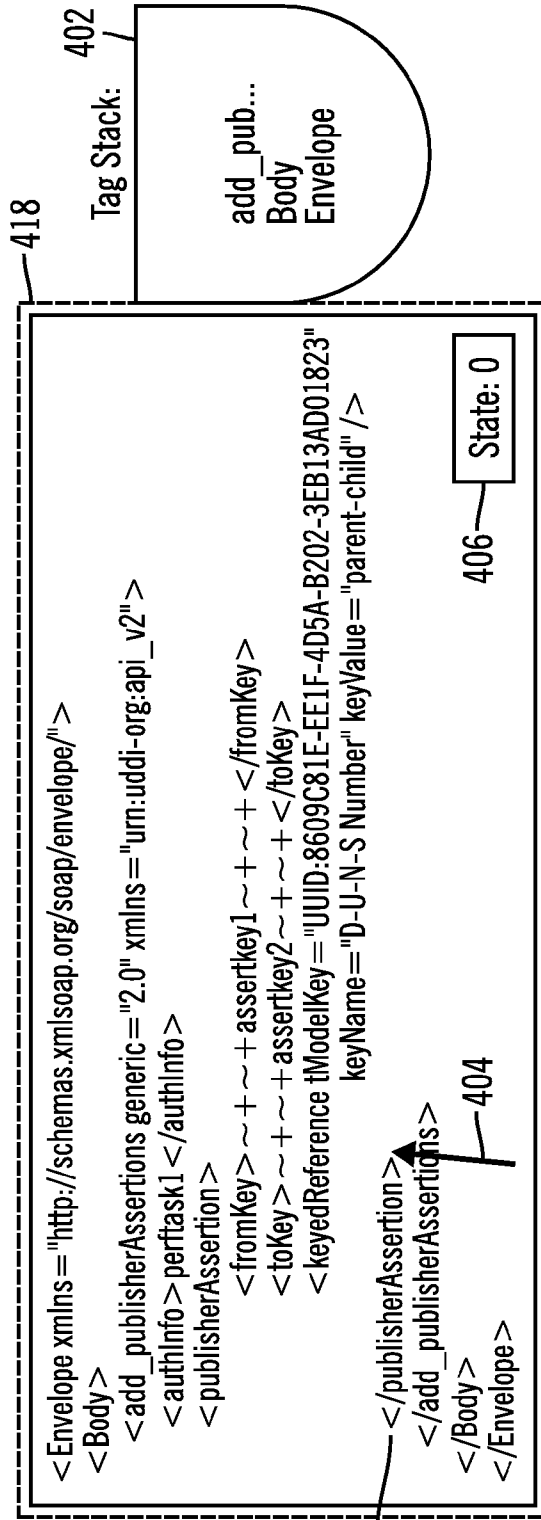 418
<Envelope xmlns="http://schemas.xmlsoap.org/soap/envelope/">
<Body>
<add_publisherAssertions generic="2.0" xmlns="urn:uddi-org:api_v2">
<authInfo>perftask1</authInfo>
<publisherAssertion>
<fromKey>~+~+assertkey1~+~+</fromKey>
<toKey>~+~+assertkey2~+~+</toKey>
<keyedReference tModelKey="UUID:8609C81E-EE1F-4D5A-B202-3EB13AD01823"
keyName="D-U-N-S Number" keyValue="parent-child" />
</publisherAssertion>
</add_publisherAssertions>
</Body>
</Envelope>
404
406
State: 0
Tag Stack:
402
add_pub...
Body
Envelope